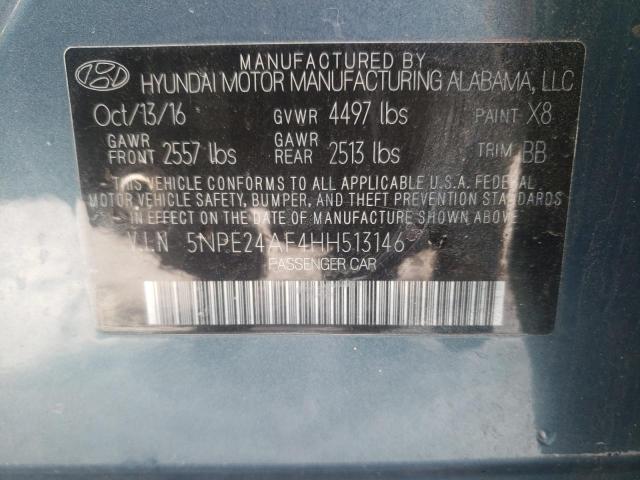 MANUFACTURED BY
HYUNDAI MOTOR MANUFACTURING ALABAMA, LLC
Oct/13/16 GVWR 4497 lbs PAINT X8
GAWR FRONT 2557 lbs GAWR REAR 2513 lbs TRIM BB
THIS VEHICLE CONFORMS TO ALL APPLICABLE U.S.A. FEDERAL
MOTOR VEHICLE SAFETY, BUMPER, AND THEFT PREVENTION STANDARDS
IN EFFECT ON THE DATE OF MANUFACTURE SHOWN ABOVE.
V.I.N 5NPE24AF4HH513146
PASSENGER CAR